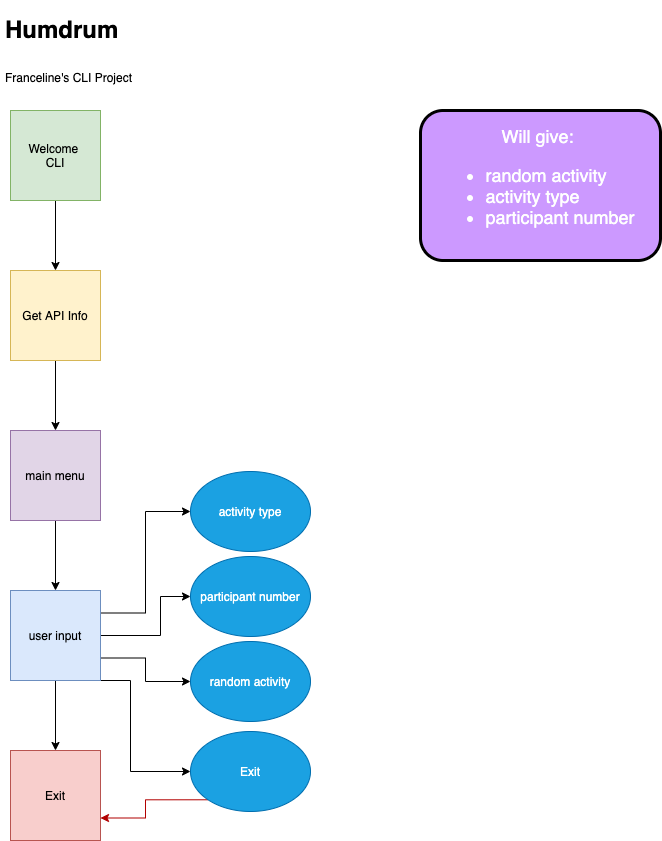 Humdrum
Franceline's CLI Project
Welcome
CLI
Will give:
• random activity
• activity type
• participant number
Get API Info
main menu
activity type
participant number
user input
random activity
Exit
Exit